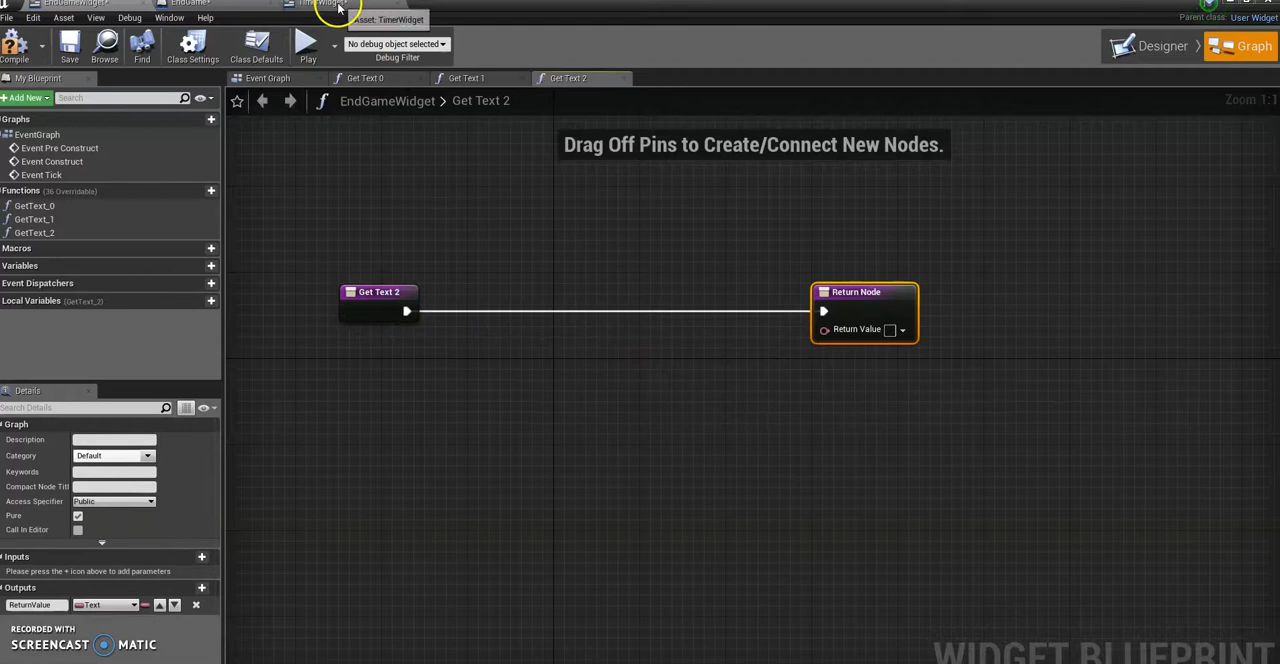 EndGameWidget*
EndGame*
TimerWidget*
File Edit Asset View Debug Window Help
Asset: TimerWidget
Parent class: User Widget
Compile Save Browse Find Class Settings Class Defaults Play
No debug object selected
Debug Filter
Designer
Graph
My Blueprint
Event Graph
Get Text 0
Get Text 1
Get Text 2
+Add New
Search
EndGameWidget > Get Text 2
Zoom 1:1
Graphs
EventGraph
Event Pre Construct
Event Construct
Event Tick
Functions (36 Overridable)
GetText_0
GetText_1
GetText_2
Macros
Variables
Event Dispatchers
Local Variables (GetText_2)
Drag Off Pins to Create/Connect New Nodes.
Get Text 2
Return Node
Return Value
Details
Search Details
Graph
Description
Category Default
Keywords
Compact Node Titl
Access Specifier Public
Pure
Call In Editor
Inputs
Please press the + icon above to add parameters
Outputs
ReturnValue Text
RECORDED WITH
SCREENCAST MATIC
WIDGET BLUEPRINT